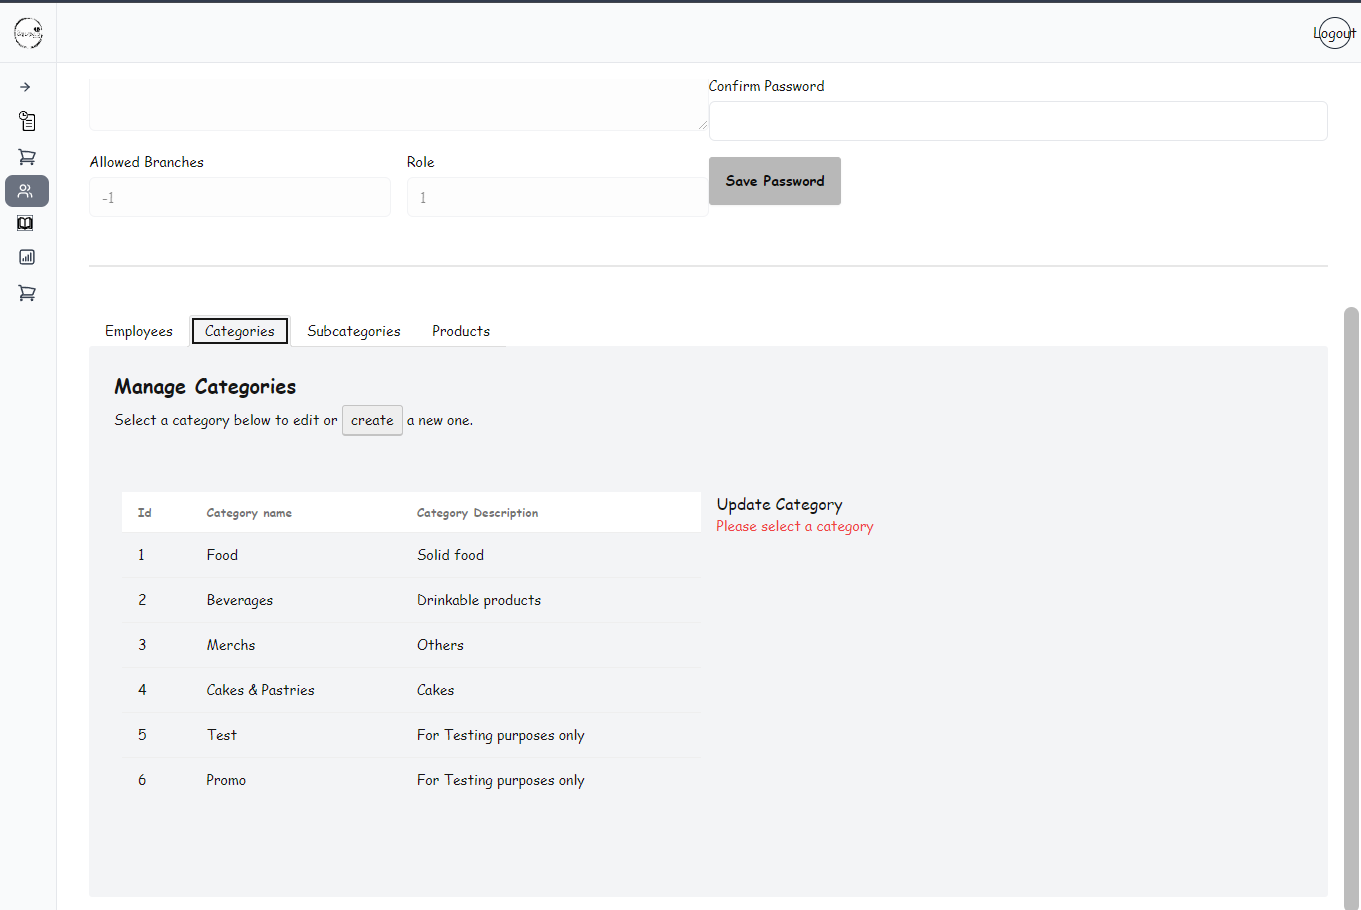 Logout
Confirm Password
Allowed Branches
Role
-1
1
Save Password
Employees
Categories
Subcategories
Products
Manage Categories
Select a category below to edit or create a new one.
Id Category name Category Description
1 Food Solid food
2 Beverages Drinkable products
3 Merchs Others
4 Cakes & Pastries Cakes
5 Test For Testing purposes only
6 Promo For Testing purposes only
Update Category
Please select a category